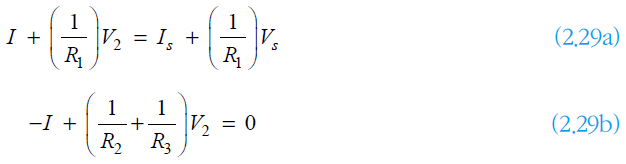 I + (1/R₁)V₂ = Iₛ + (1/R₁)Vₛ (2.29a)
−I + (1/R₂ + 1/R₃)V₂ = 0 (2.29b)